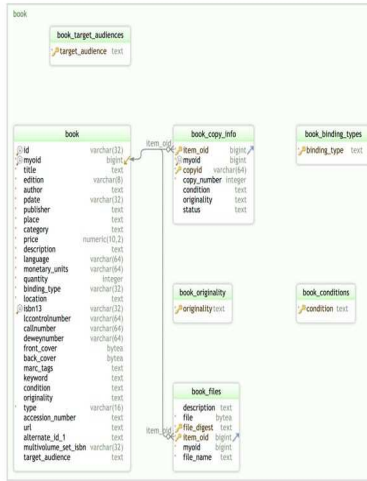 book
book_target_audiences
target_audience text
book
id varchar(32)
myoid bigint
title text
edition varchar(8)
author text
pdate varchar(32)
publisher text
place text
category text
price numeric(10,2)
description text
language varchar(64)
monetary_units varchar(64)
quantity integer
binding_type varchar(32)
location text
isbn13 varchar(32)
lccontrolnumber varchar(64)
callnumber varchar(64)
deweynumber varchar(64)
front_cover bytea
back_cover bytea
marc_tags text
keyword text
condition text
originality text
type varchar(16)
accession_number text
url text
alternate_id_1 text
multivolume_set_isbn varchar(32)
target_audience text
item_oid
book_copy_info
item_oid bigint
myoid bigint
copyid varchar(64)
copy_number integer
condition text
originality text
status text
book_binding_types
binding_type text
book_originality
originality text
book_conditions
condition text
item_oid
book_files
description text
file bytea
file_digest text
item_oid bigint
myoid bigint
file_name text